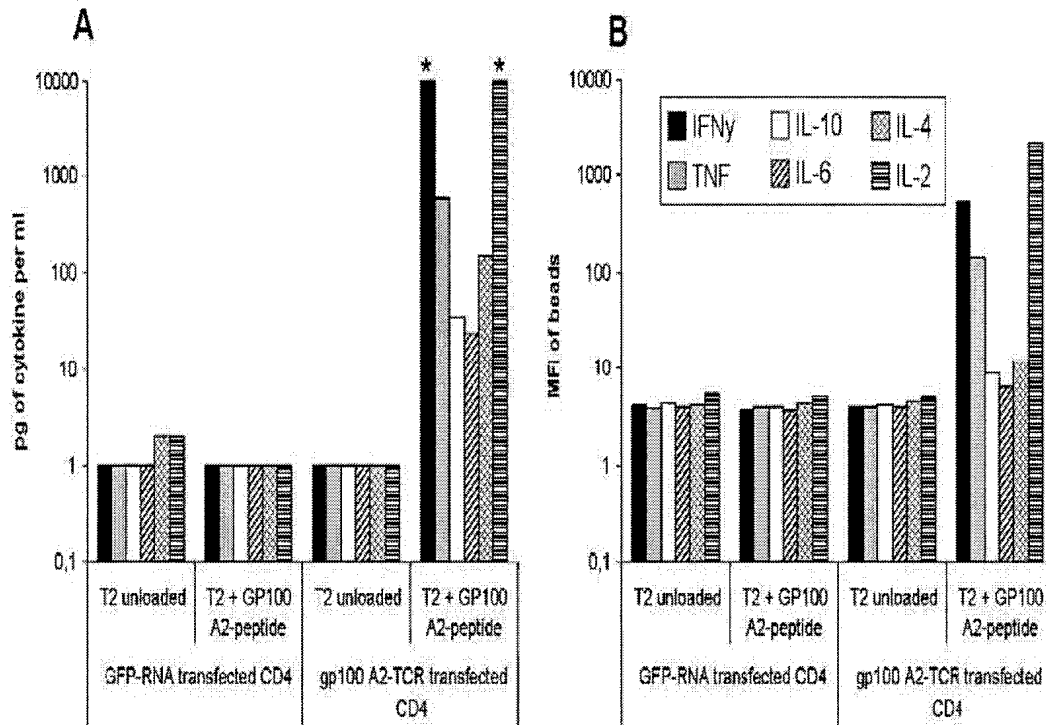 A
pg of cytokine per ml
10000
1000
100
10
1
0,1
* *
T2 unloaded
T2 + GP100
A2-peptide
T2 unloaded
T2 + GP100
A2-peptide
GFP-RNA transfected CD4
gp100 A2-TCR transfected
CD4
B
MFI of beads
10000
1000
100
10
1
0,1
IFNγ IL-10 IL-4
TNF IL-6 IL-2
T2 unloaded
T2 + GP100
A2-peptide
T2 unloaded
T2 + GP100
A2-peptide
GFP-RNA transfected CD4
gp100 A2-TCR transfected
CD4